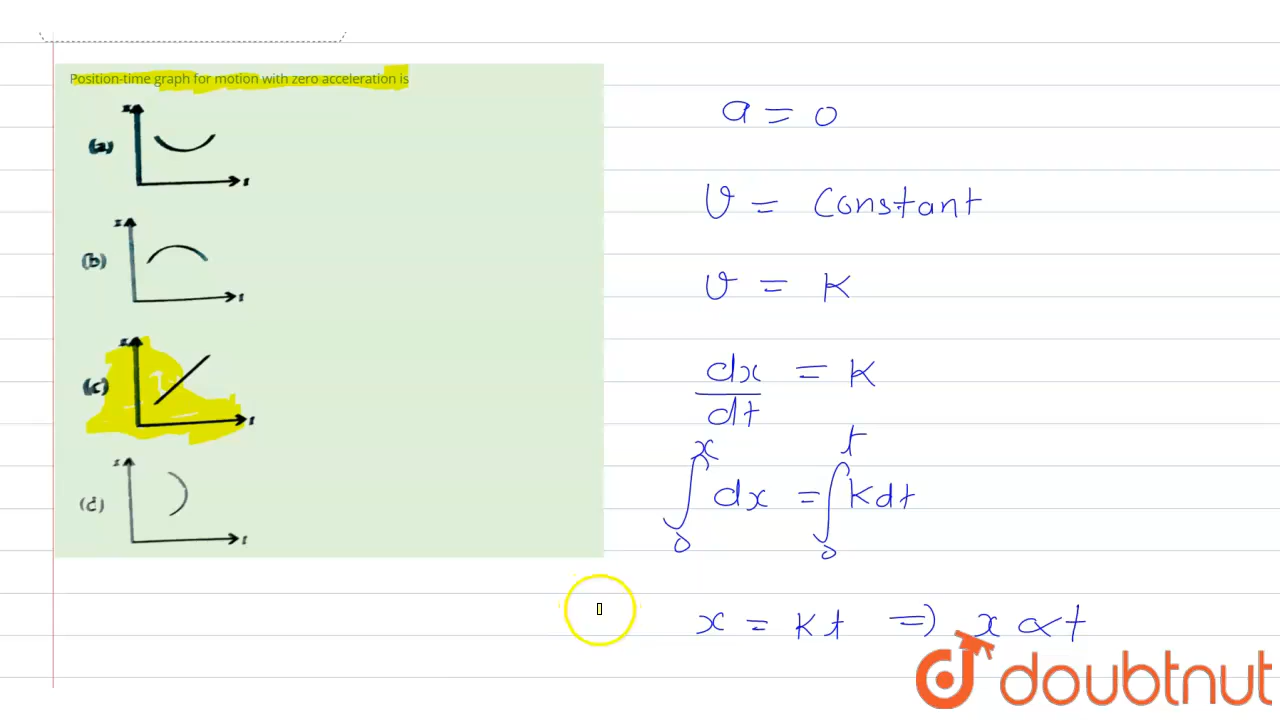 Position-time graph for motion with zero acceleration is
(a)
x
t
(b)
x
t
(c)
x
t
(d)
x
t
a = 0
v = Constant
v = K
dx/dt = K
∫₀ˣ dx = ∫₀ᵗ K dt
x = Kt ⇒ x ∝ t
doubtnut